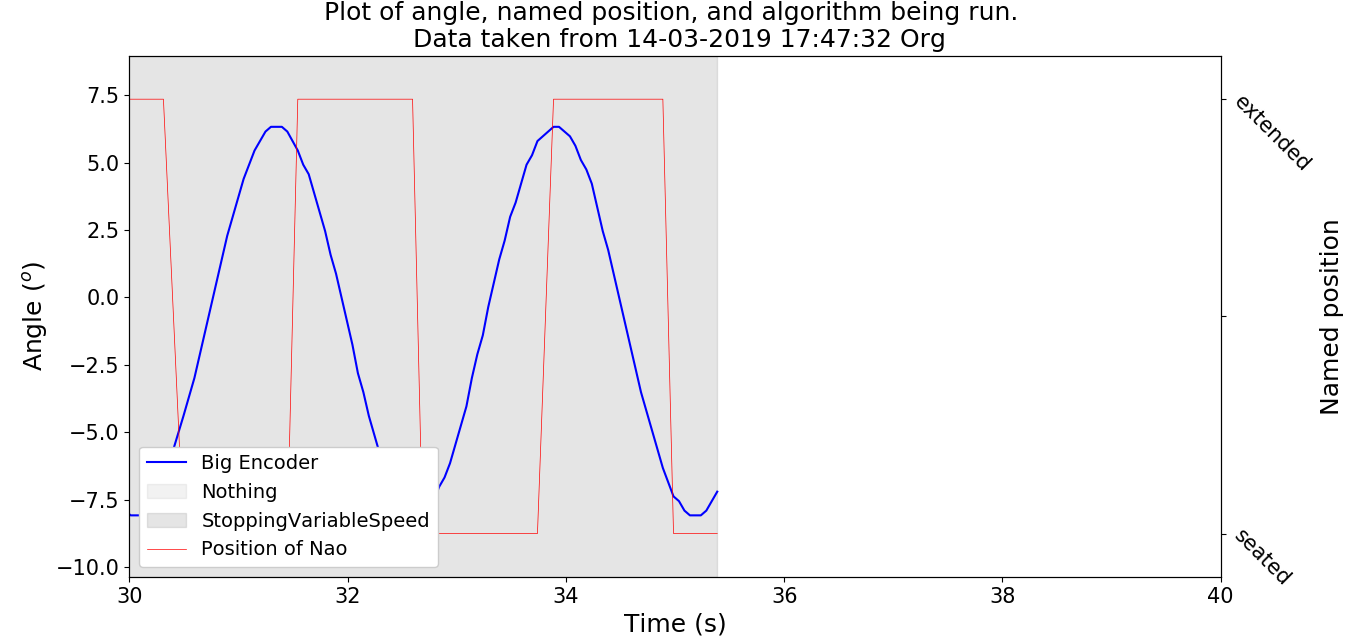 Plot of angle, named position, and algorithm being run.
Data taken from 14-03-2019 17:47:32 Org
7.5
5.0
2.5
0.0
−2.5
−5.0
−7.5
−10.0
Angle (°)
Big Encoder
Nothing
StoppingVariableSpeed
Position of Nao
30
32
34
36
38
40
Time (s)
extended
seated
Named position